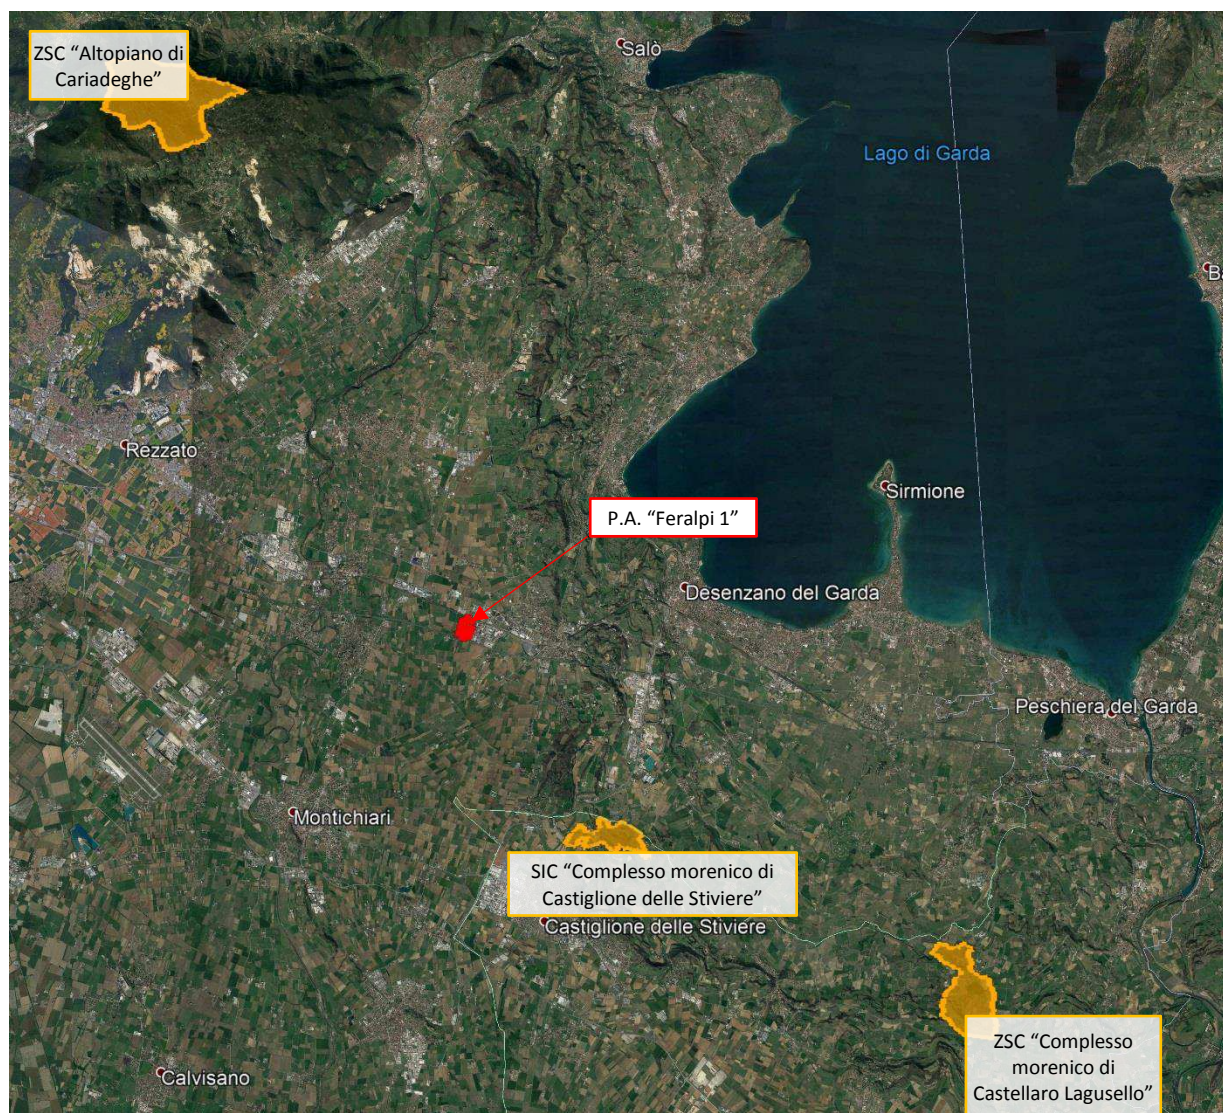 Salò
ZSC “Altopiano di
Cariadeghe”
Lago di Garda
Rezzato
Sirmione
P.A. “Feralpi 1”
Desenzano del Garda
Peschiera del Garda
Montichiari
SIC “Complesso morenico di
Castiglione delle Stiviere”
Castiglione delle Stiviere
ZSC “Complesso
morenico di
Castellaro Lagusello”
Calvisano